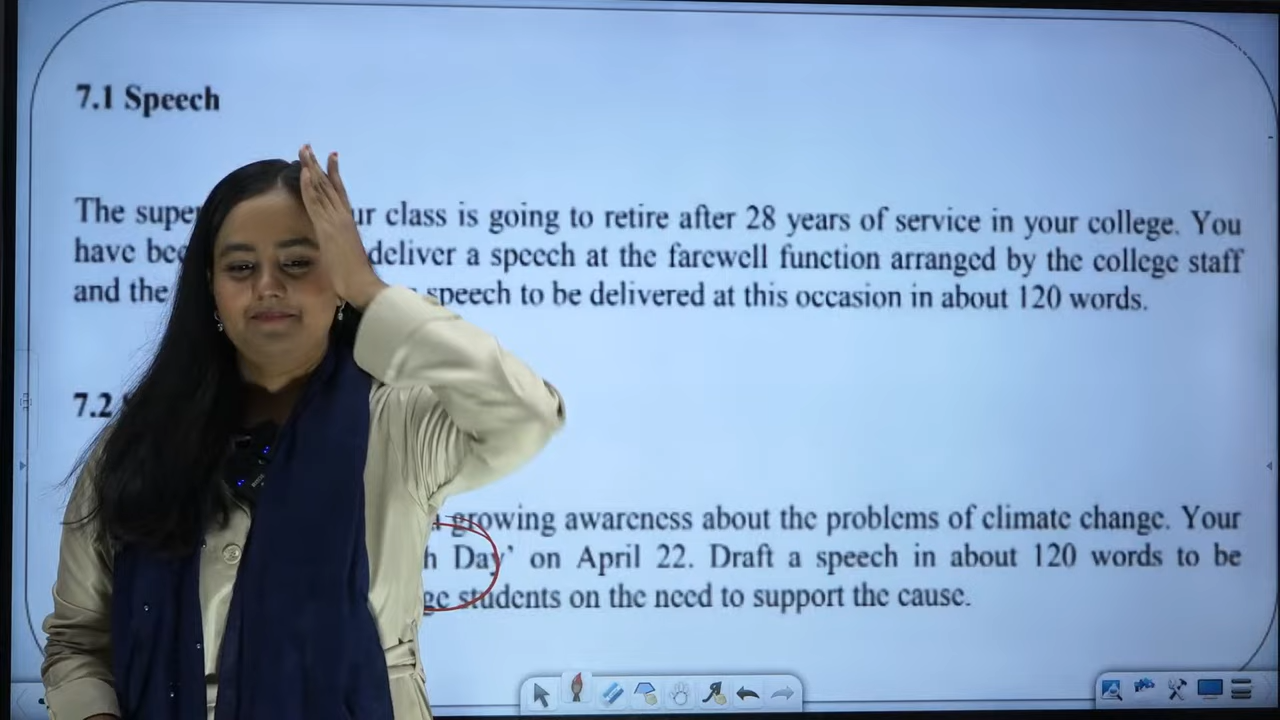 7.1 Speech
The ur class is going to retire after 28 years of service in your college. You
have deliver a speech at the farewell function arranged by the college staff
and the speech to be delivered at this occasion in about 120 words.
7.2
growing awareness about the problems of climate change. Your
Day' on April 22. Draft a speech in about 120 words to be
students on the need to support the cause.